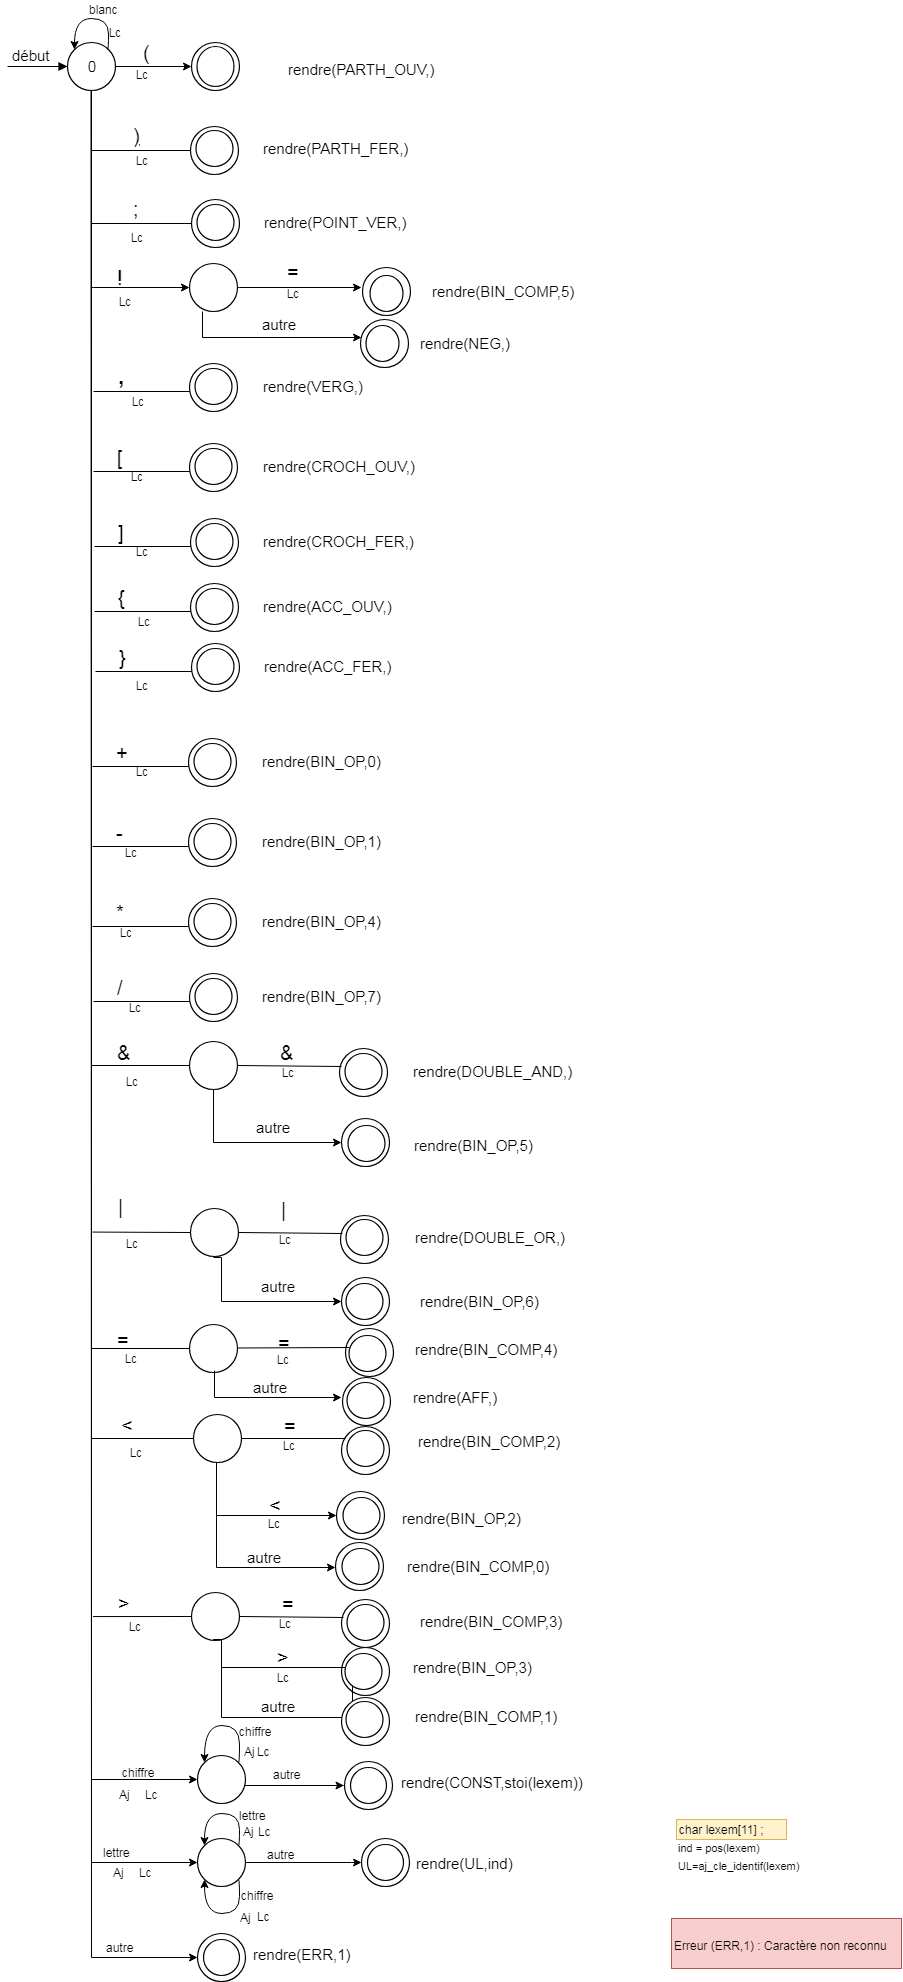 blanc
Lc
début
0
(
Lc
rendre(PARTH_OUV,)
)
Lc
rendre(PARTH_FER,)
;
Lc
rendre(POINT_VER,)
!
Lc
=
Lc
rendre(BIN_COMP,5)
autre
rendre(NEG,)
,
Lc
rendre(VERG,)
[
Lc
rendre(CROCH_OUV,)
]
Lc
rendre(CROCH_FER,)
{
Lc
rendre(ACC_OUV,)
}
Lc
rendre(ACC_FER,)
+
Lc
rendre(BIN_OP,0)
-
Lc
rendre(BIN_OP,1)
*
Lc
rendre(BIN_OP,4)
/
Lc
rendre(BIN_OP,7)
&
Lc
&
Lc
rendre(DOUBLE_AND,)
autre
rendre(BIN_OP,5)
|
Lc
|
Lc
rendre(DOUBLE_OR,)
autre
rendre(BIN_OP,6)
=
Lc
=
Lc
rendre(BIN_COMP,4)
autre
rendre(AFF,)
<
Lc
=
Lc
rendre(BIN_COMP,2)
<
Lc
rendre(BIN_OP,2)
autre
rendre(BIN_COMP,0)
>
Lc
=
Lc
rendre(BIN_COMP,3)
>
Lc
rendre(BIN_OP,3)
autre
rendre(BIN_COMP,1)
chiffre
Aj Lc
chiffre
Aj Lc
autre
rendre(CONST,stoi(lexem))
lettre
Aj Lc
lettre
Aj Lc
autre
rendre(UL,ind)
chiffre
Aj Lc
char lexem[11] ;
ind = pos(lexem)
UL=aj_cle_identif(lexem)
autre
rendre(ERR,1)
Erreur (ERR,1) : Caractère non reconnu